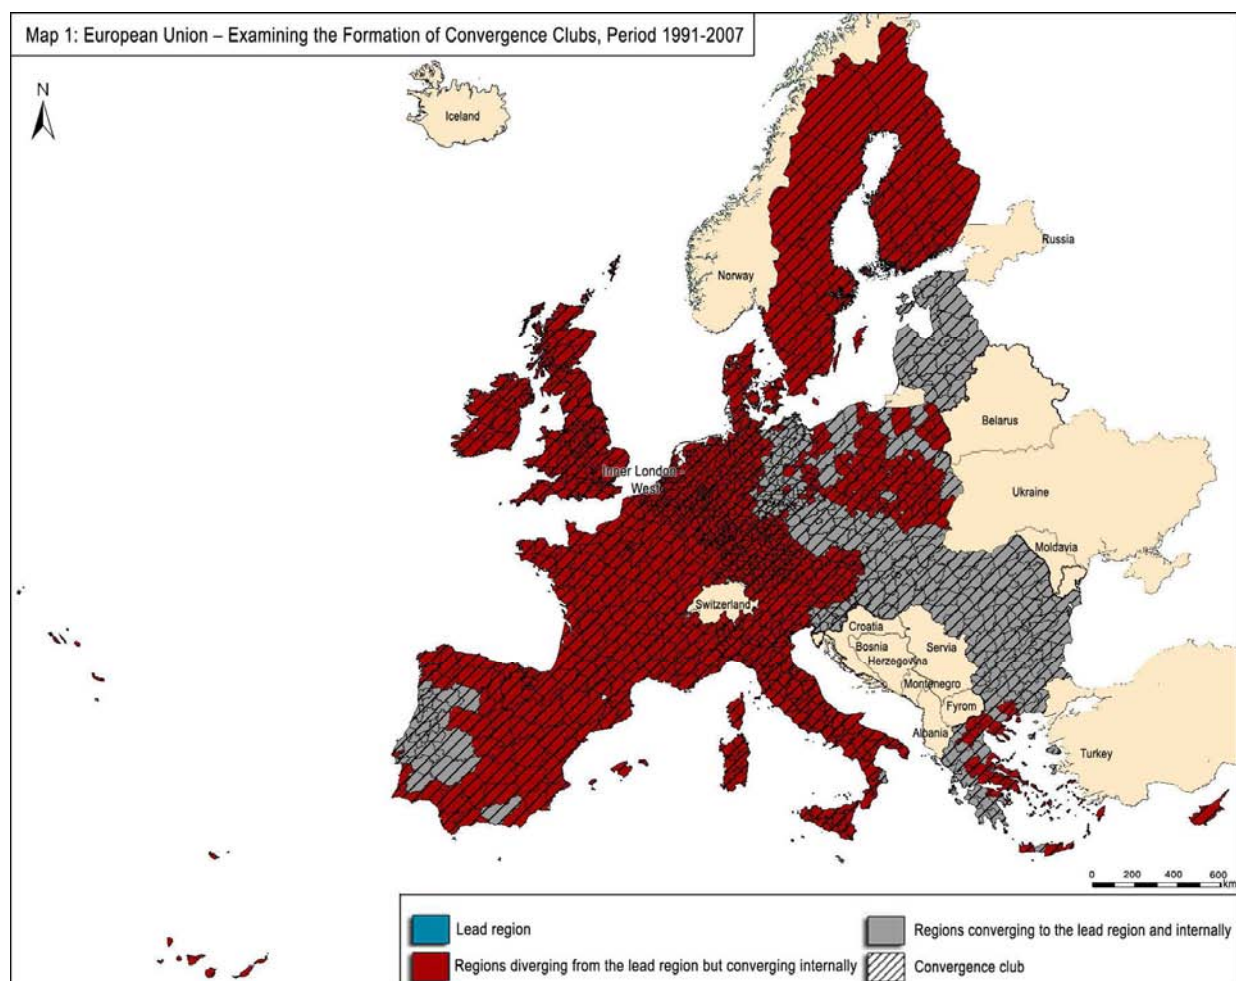 Map 1: European Union – Examining the Formation of Convergence Clubs, Period 1991-2007
N
Iceland
Norway
Russia
Belarus
Inner London -
West
Ukraine
Moldavia
Switzerland
Croatia
Bosnia
Servia
Herzegovina
Montenegro
Fyrom
Albania
Turkey
0 200 400 600
km
Lead region
Regions converging to the lead region and internally
Regions diverging from the lead region but converging internally
Convergence club